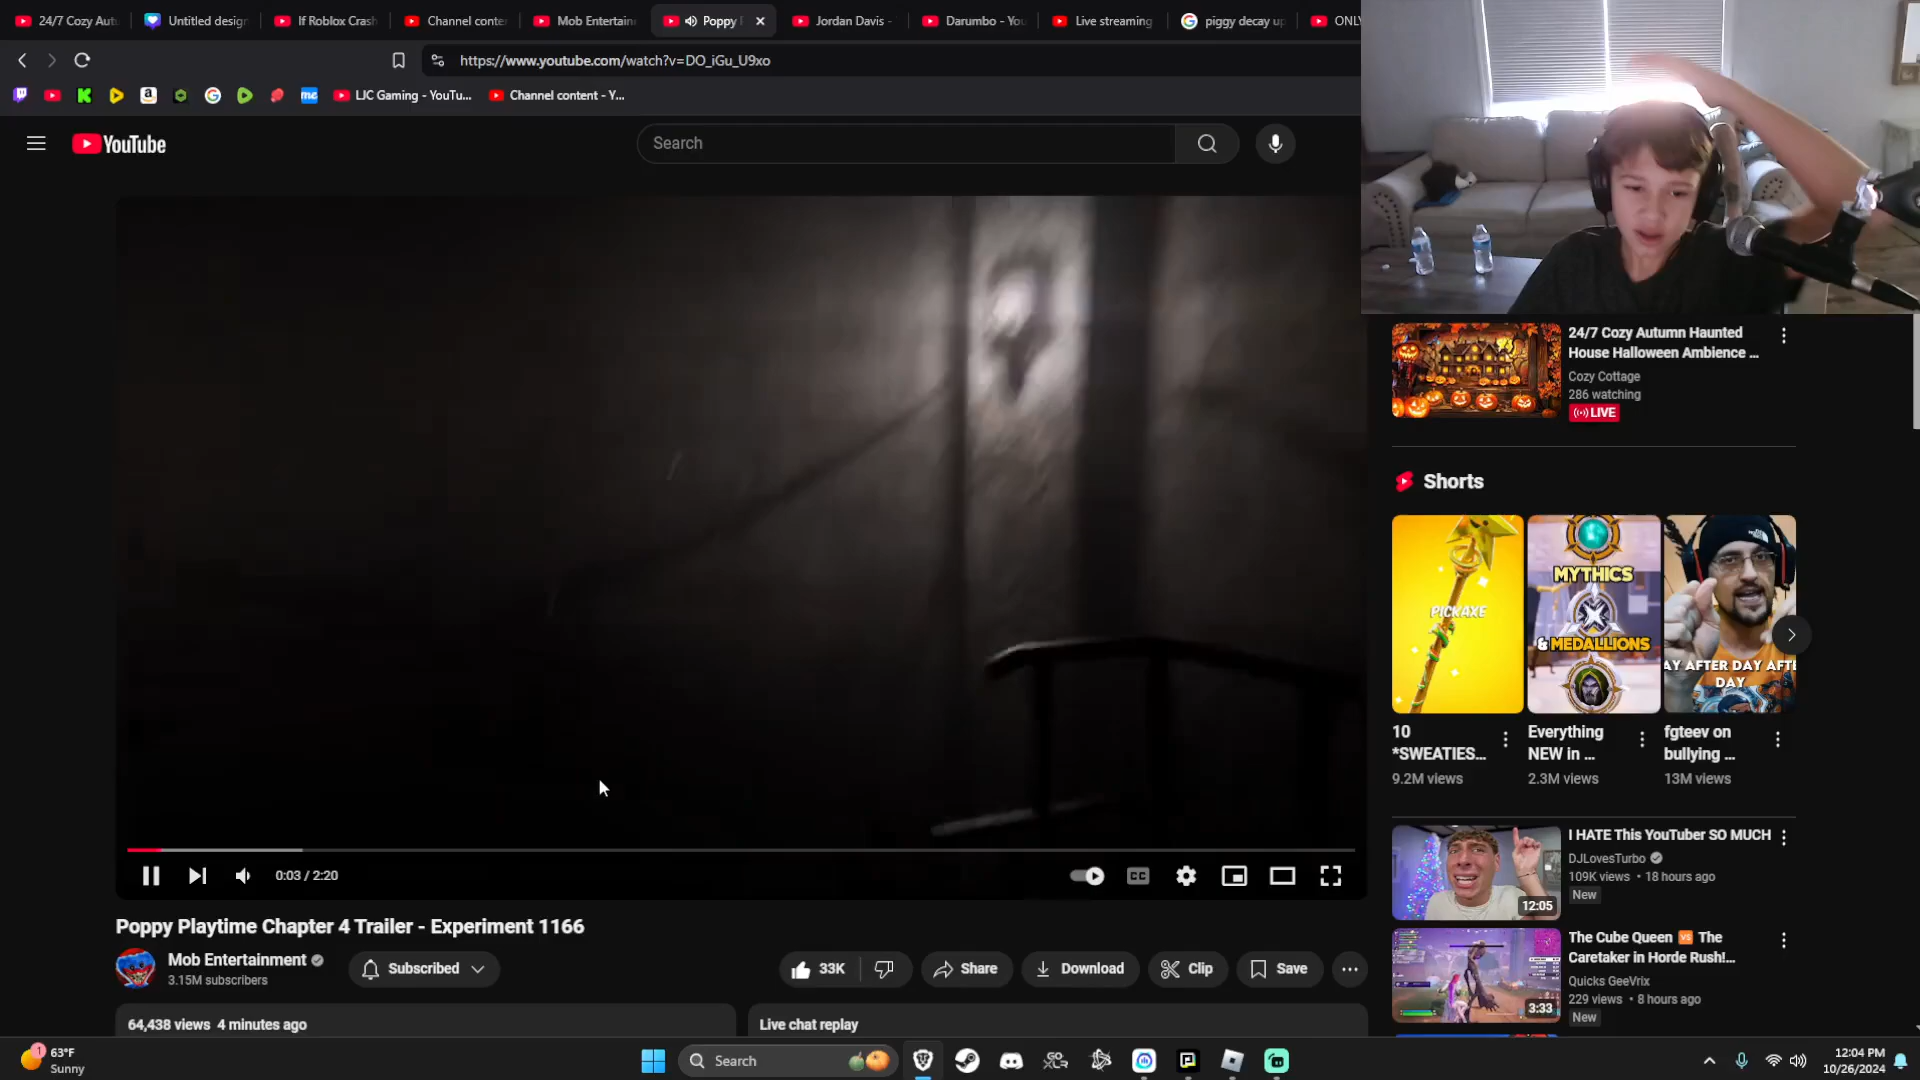 24/7 Cozy Aut
Untitled design
If Roblox Crash
Channel conte
Mob Entertain
Poppy
Jordan Davis -
Darumbo - You
Live streaming
piggy decay up
ONL
https://www.youtube.com/watch?v=DO_iGu_U9xo
LJC Gaming - YouTu...
Channel content - Y...
YouTube
Search
24/7 Cozy Autumn Haunted
House Halloween Ambience ...
Cozy Cottage
286 watching
LIVE
Shorts
PICKAXE
MYTHICS
& MEDALLIONS
AY AFTER DAY AFTE
DAY
10
*SWEATIES...
9.2M views
Everything
NEW in ...
2.3M views
fgteev on
bullying ...
13M views
0:03 / 2:20
CC
Poppy Playtime Chapter 4 Trailer - Experiment 1166
Mob Entertainment
3.15M subscribers
Subscribed
33K
Share
Download
Clip
Save
64,438 views 4 minutes ago
Live chat replay
I HATE This YouTuber SO MUCH
DJLovesTurbo
109K views • 18 hours ago
New
12:05
The Cube Queen VS The
Caretaker in Horde Rush!...
Quicks GeeVrix
229 views • 8 hours ago
New
3:33
1
63°F
Sunny
Search
12:04 PM
10/26/2024